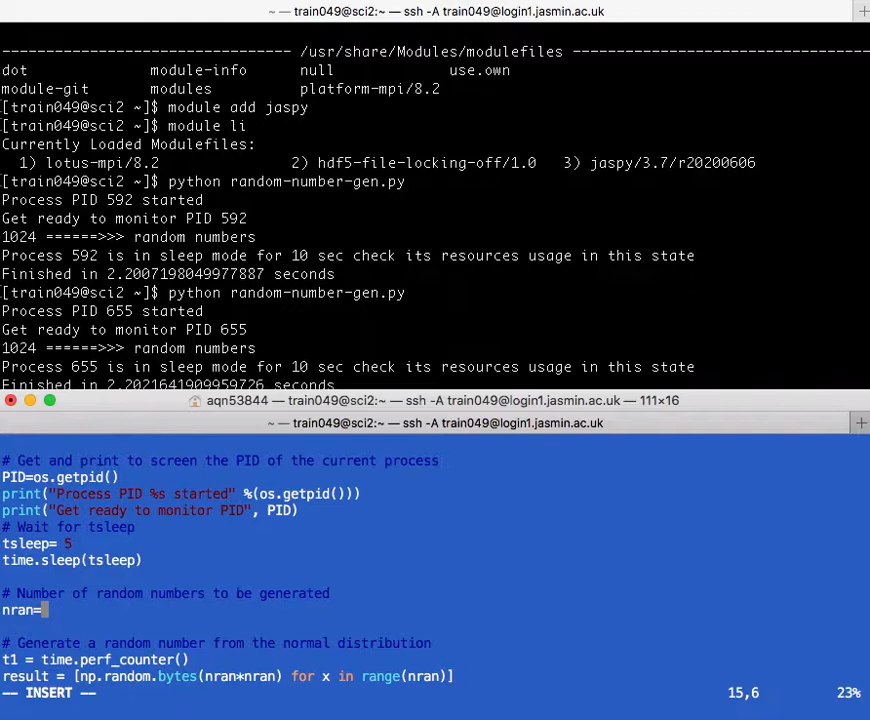 ~ — train049@sci2:~ — ssh -A train049@login1.jasmin.ac.uk
-------------------------------- /usr/share/Modules/modulefiles ---------------------------------
dot module-info null use.own
module-git modules platform-mpi/8.2
[train049@sci2 ~]$ module add jaspy
[train049@sci2 ~]$ module li
Currently Loaded Modulefiles:
1) lotus-mpi/8.2 2) hdf5-file-locking-off/1.0 3) jaspy/3.7/r20200606
[train049@sci2 ~]$ python random-number-gen.py
Process PID 592 started
Get ready to monitor PID 592
1024 ======>>> random numbers
Process 592 is in sleep mode for 10 sec check its resources usage in this state
Finished in 2.2007198049977887 seconds
[train049@sci2 ~]$ python random-number-gen.py
Process PID 655 started
Get ready to monitor PID 655
1024 ======>>> random numbers
Process 655 is in sleep mode for 10 sec check its resources usage in this state
Finished in 2.2021641909959726 seconds
aqn53844 — train049@sci2:~ — ssh -A train049@login1.jasmin.ac.uk — 111×16
~ — train049@sci2:~ — ssh -A train049@login1.jasmin.ac.uk
# Get and print to screen the PID of the current process
PID=os.getpid()
print("Process PID %s started" %(os.getpid()))
print("Get ready to monitor PID", PID)
# Wait for tsleep
tsleep= 5
time.sleep(tsleep)
# Number of random numbers to be generated
nran=
# Generate a random number from the normal distribution
t1 = time.perf_counter()
result = [np.random.bytes(nran*nran) for x in range(nran)]
-- INSERT -- 15,6 23%